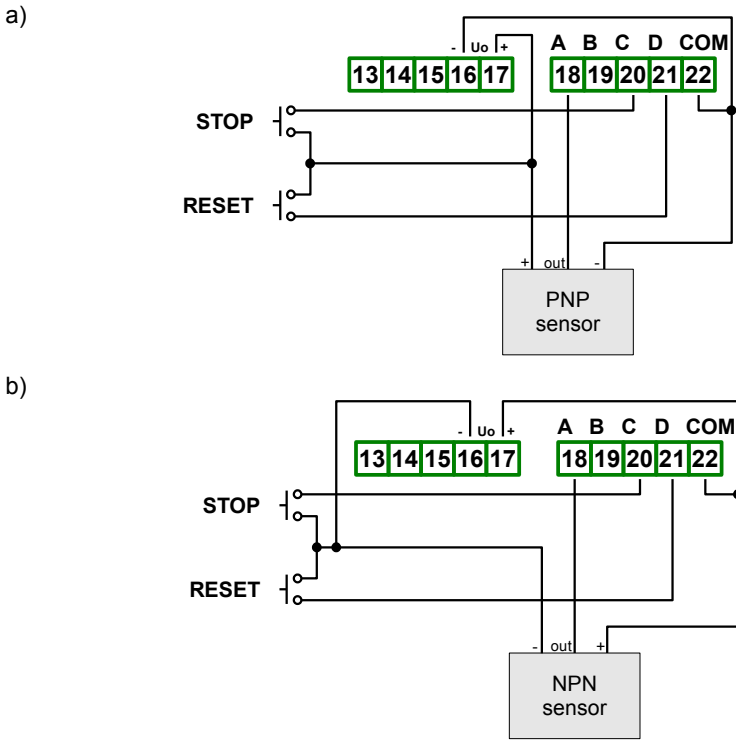 a)
- Uo +
A B C D COM
13 14 15 16 17
18 19 20 21 22
STOP
RESET
+ out -
PNP
sensor
b)
- Uo +
A B C D COM
13 14 15 16 17
18 19 20 21 22
STOP
RESET
- out +
NPN
sensor